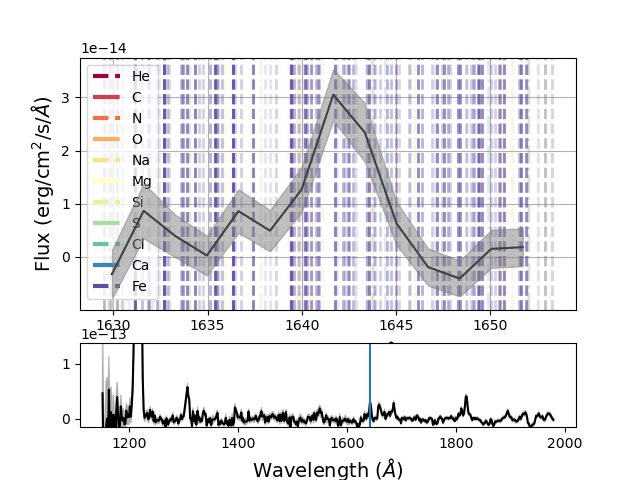 1e−14
Flux (erg/cm²/s/Å)
3
2
1
0
He
C
N
O
Na
Mg
Si
S
Cl
Ca
Fe
1630 1635 1640 1645 1650
1e−13
1
0
1200 1400 1600 1800 2000
Wavelength (Å)